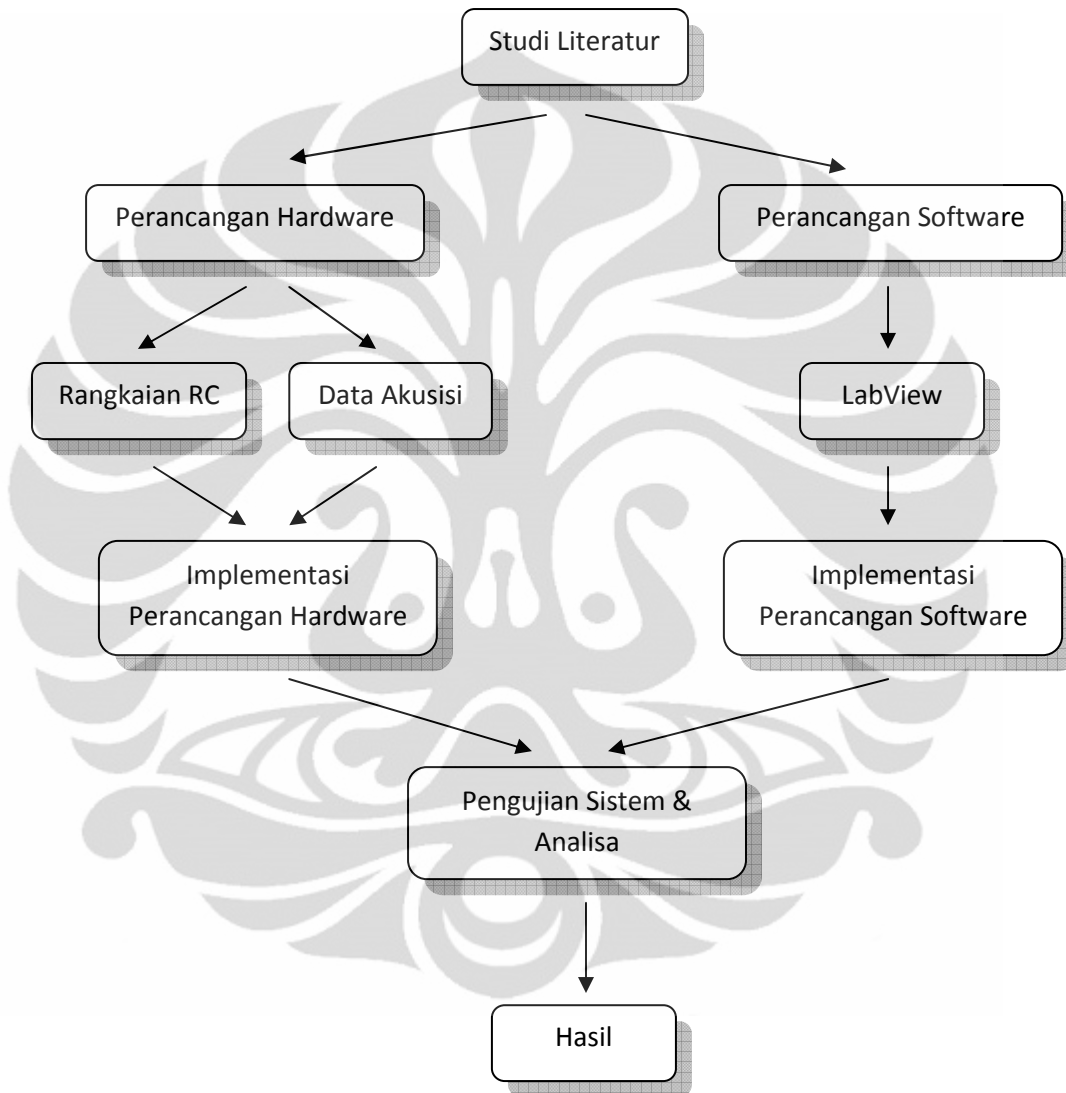 Studi Literatur
Perancangan Hardware
Perancangan Software
Rangkaian RC
Data Akusisi
LabView
Implementasi
Perancangan Hardware
Implementasi
Perancangan Software
Pengujian Sistem &
Analisa
Hasil